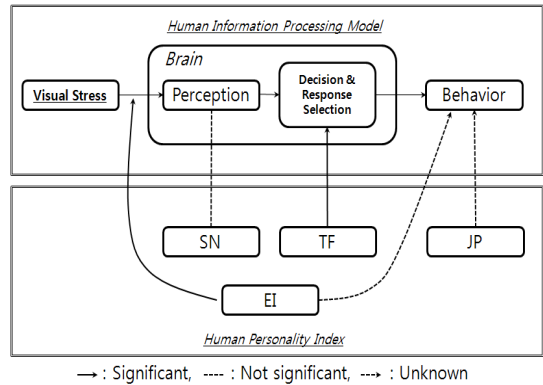 Human Information Processing Model
Brain
Visual Stress
Perception
Decision &
Response
Selection
Behavior
SN
TF
JP
EI
Human Personality Index
: Significant, : Not significant, : Unknown